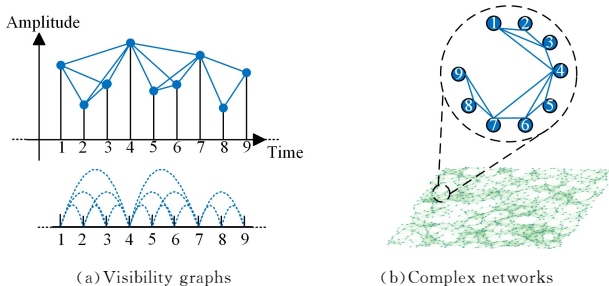 Amplitude
1 2 3 4 5 6 7 8 9
Time
1 2 3 4 5 6 7 8 9
(a)Visibility graphs
1 2
3
4
9
8
5
7 6
(b)Complex networks